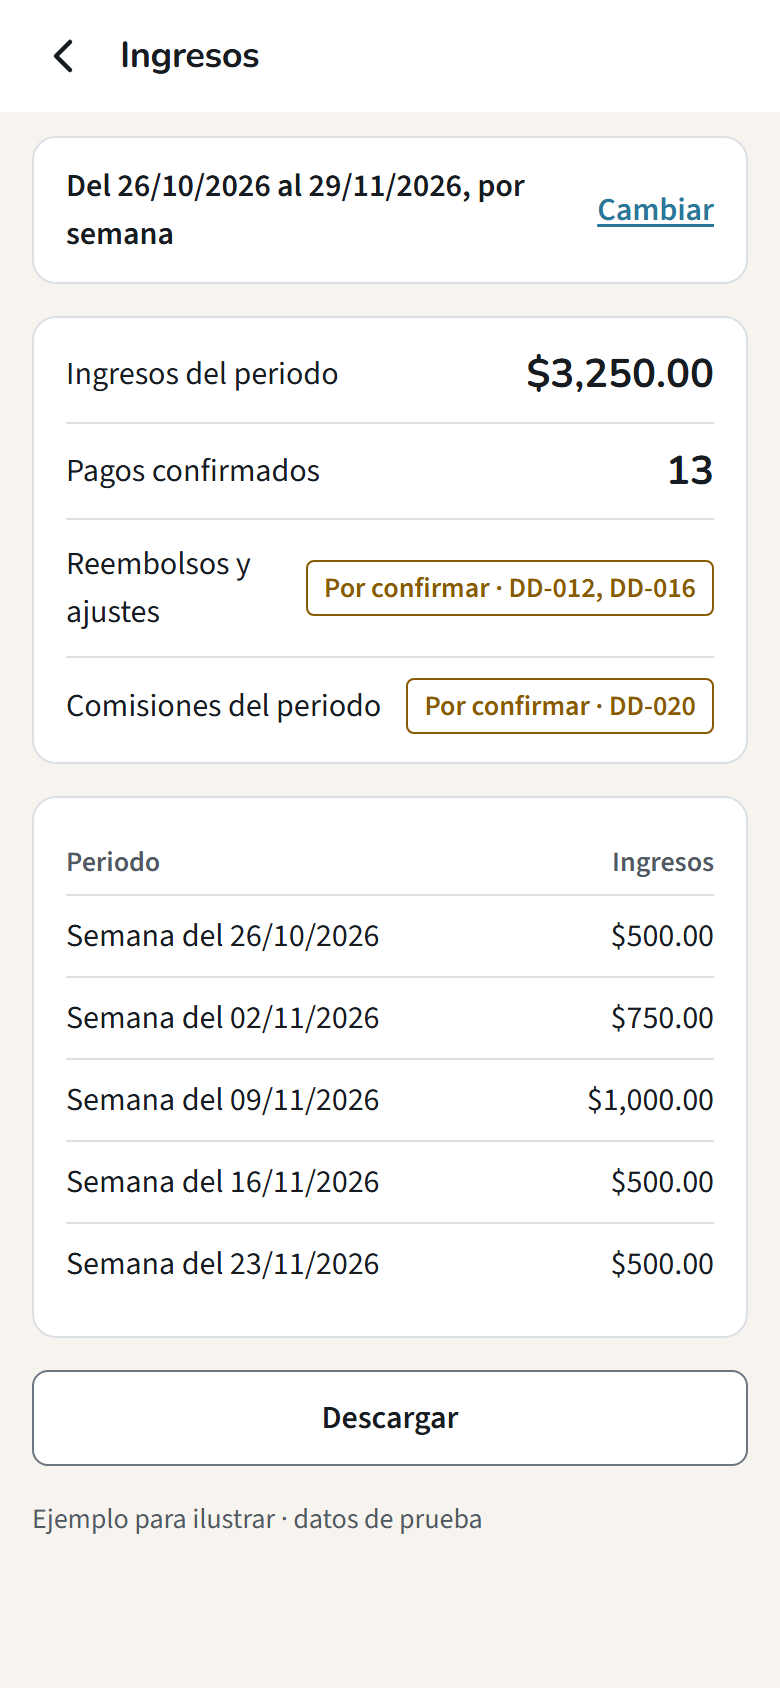 Ingresos
Del 26/10/2026 al 29/11/2026, por
semana
Cambiar
Ingresos del periodo $3,250.00
Pagos confirmados 13
Reembolsos y
ajustes
Por confirmar · DD-012, DD-016
Comisiones del periodo Por confirmar · DD-020
Periodo Ingresos
Semana del 26/10/2026 $500.00
Semana del 02/11/2026 $750.00
Semana del 09/11/2026 $1,000.00
Semana del 16/11/2026 $500.00
Semana del 23/11/2026 $500.00
Descargar
Ejemplo para ilustrar · datos de prueba